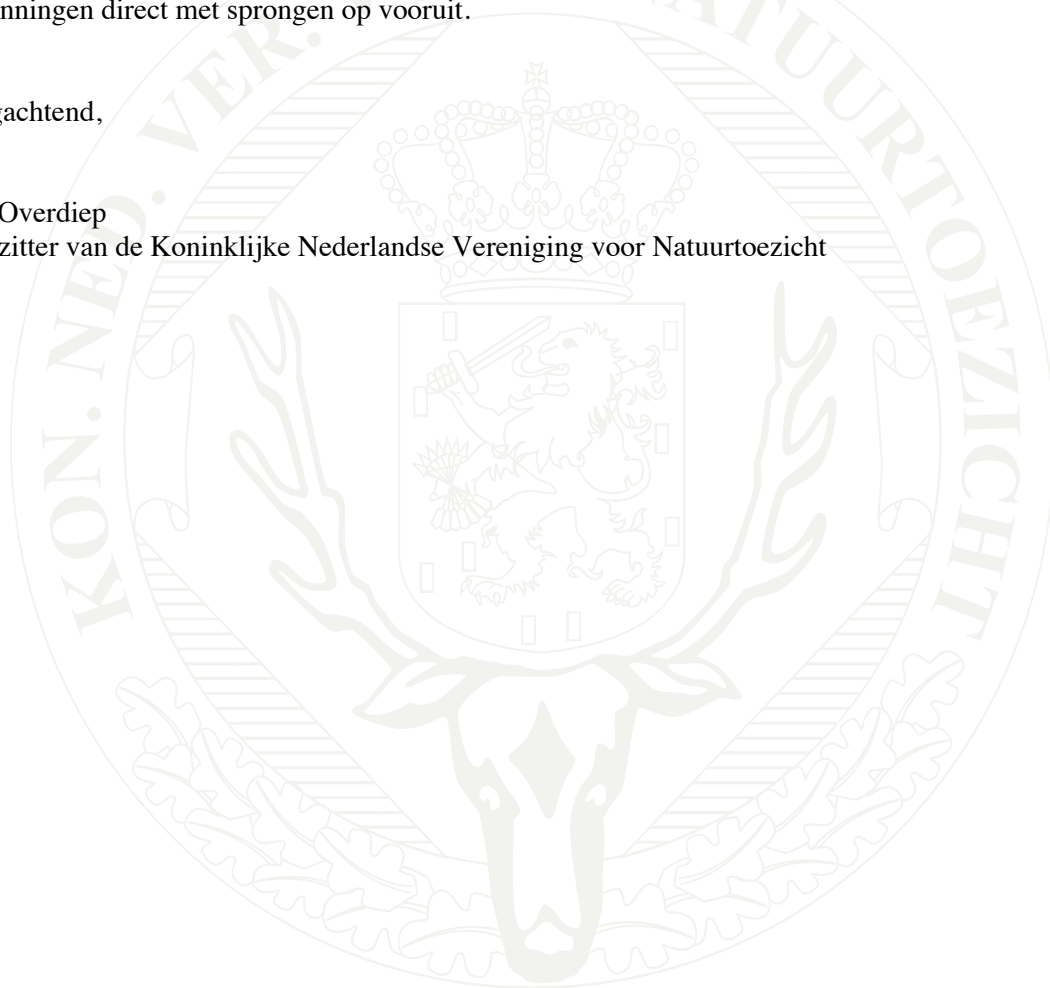 nningen direct met sprongen op vooruit.
gachtend,
Overdiep
zitter van de Koninklijke Nederlandse Vereniging voor Natuurtoezicht
KON. NED. VER. NATUURTOEZICHT